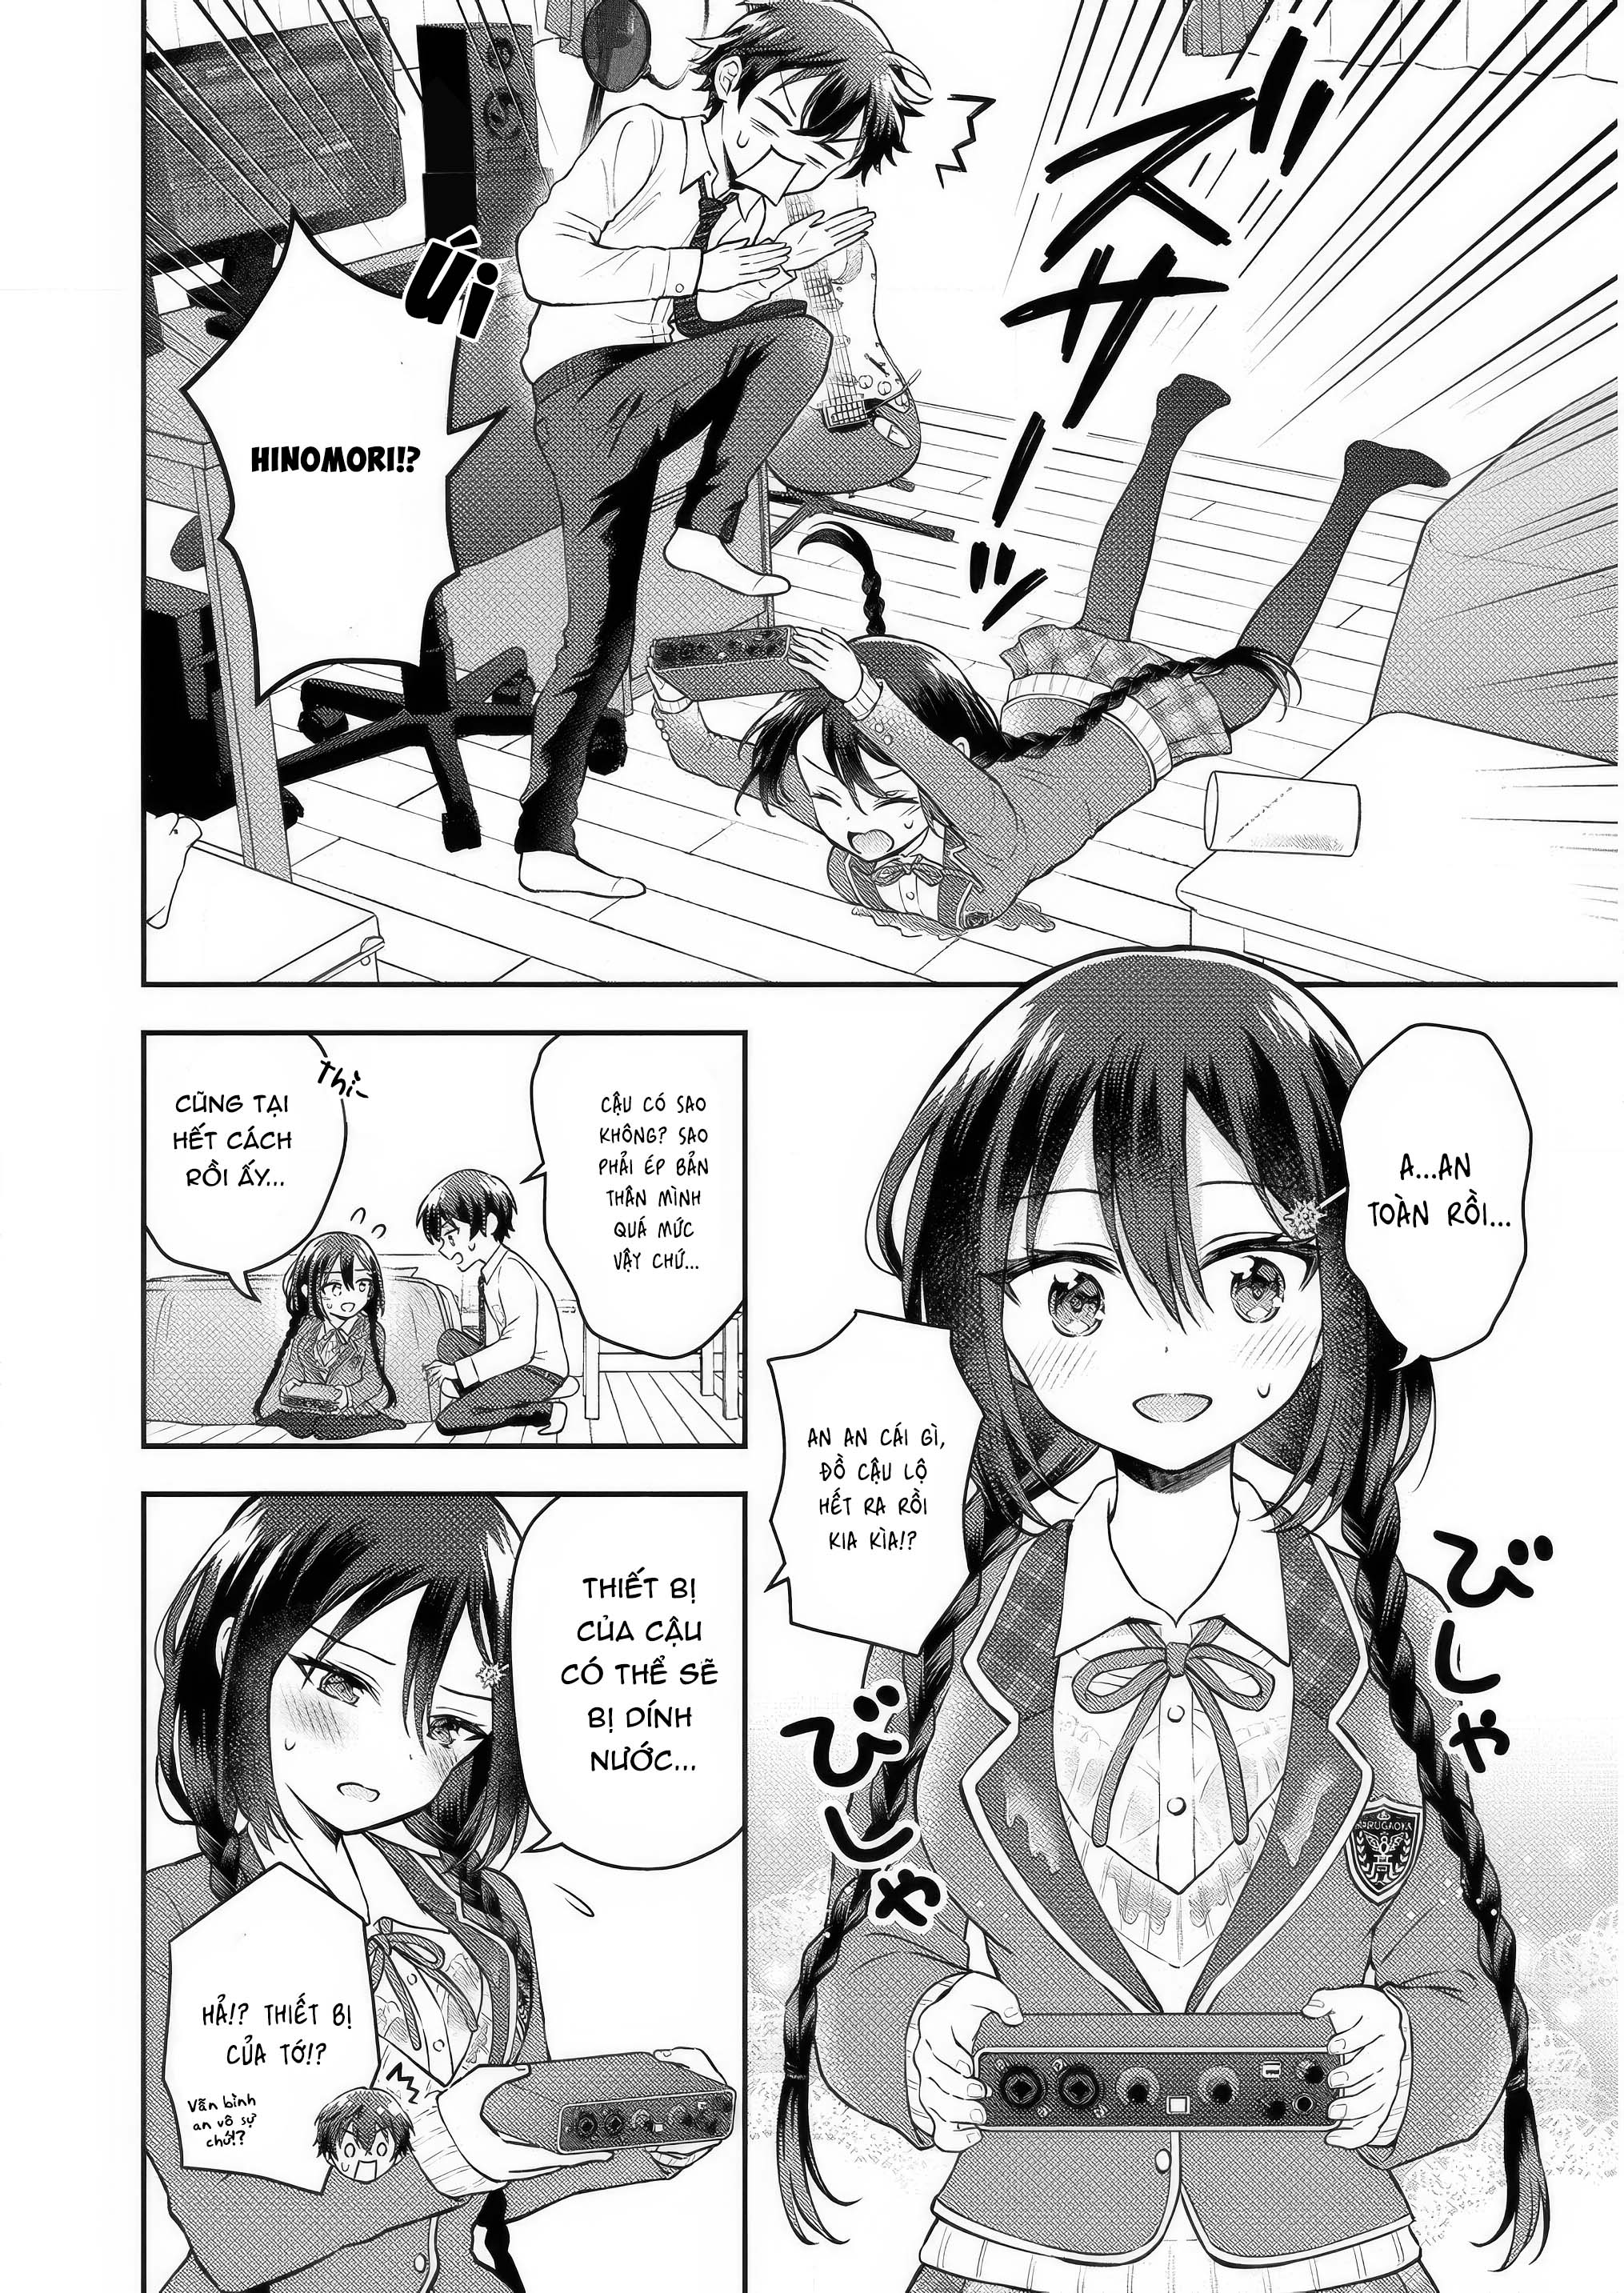 ズザーッ
ÚI
HINOMORI!?
A...AN
TOÀN RỒI...
AN AN CÁI GÌ,
ĐỒ CẬU LỘ
HẾT RA RỒI
KIA KÌA!?
びしゃ
びしゃ
NARUGAOKA
CẬU CÓ SAO
KHÔNG? SAO
PHẢI ÉP BẢN
THÂN MÌNH
QUÁ MỨC
VẬY CHỨ...
Thì-
CŨNG TẠI
HẾT CÁCH
RỒI ẤY...
THIẾT BỊ
CỦA CẬU
CÓ THỂ SẼ
BỊ DÍNH
NƯỚC...
HẢ!? THIẾT BỊ
CỦA TỚ!?
Vẫn bình
an vô sự
chứ!?